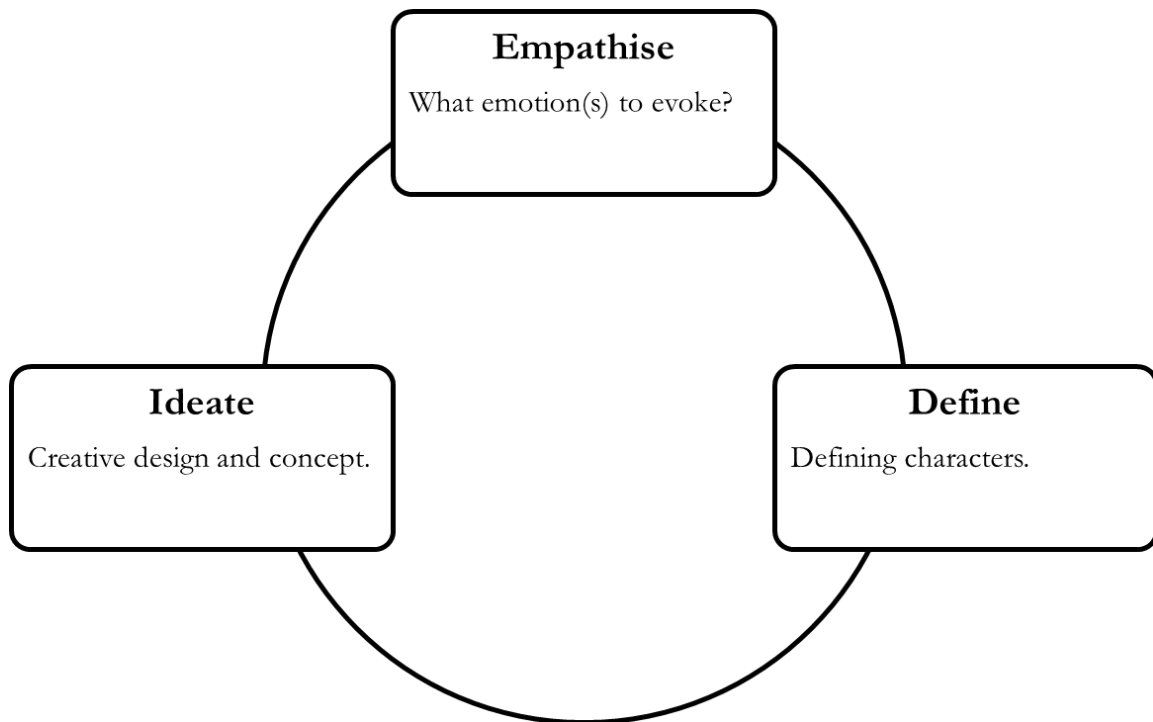 Empathise
What emotion(s) to evoke?
Ideate
Creative design and concept.
Define
Defining characters.